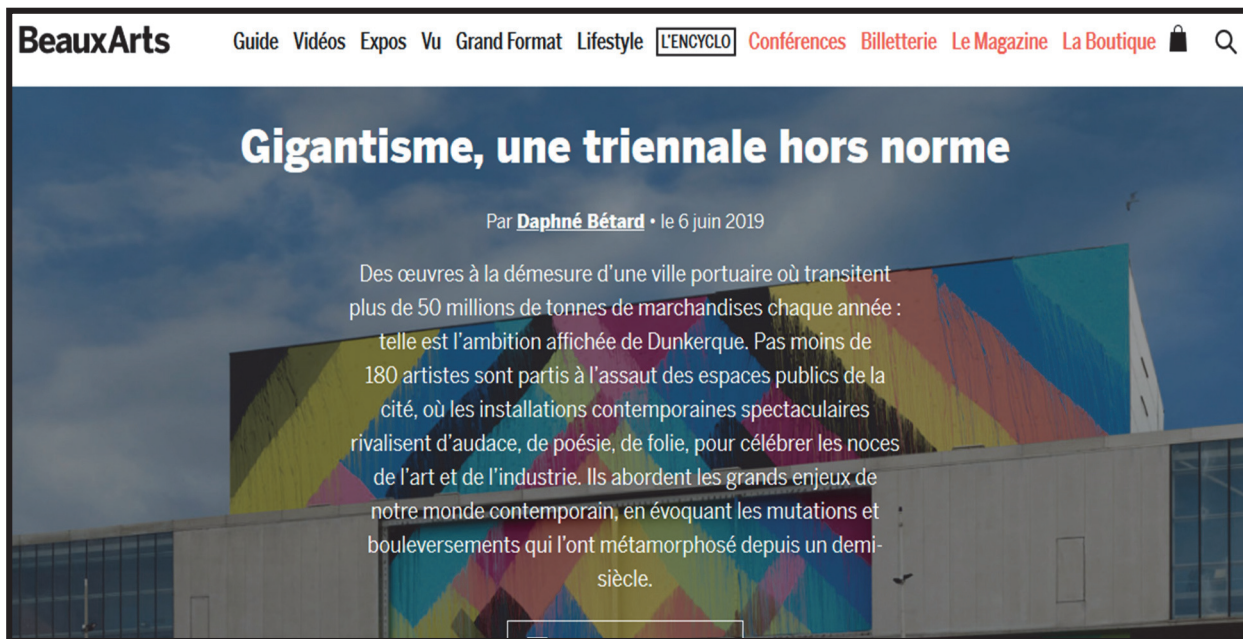 BeauxArts Guide Vidéos Expos Vu Grand Format Lifestyle L'ENCYCLO Conférences Billetterie Le Magazine La Boutique
Gigantisme, une triennale hors norme
Par Daphné Bétard • le 6 juin 2019
Des œuvres à la démesure d'une ville portuaire où transitent
plus de 50 millions de tonnes de marchandises chaque année :
telle est l'ambition affichée de Dunkerque. Pas moins de
180 artistes sont partis à l'assaut des espaces publics de la
cité, où les installations contemporaines spectaculaires
rivalisent d'audace, de poésie, de folie, pour célébrer les noces
de l'art et de l'industrie. Ils abordent les grands enjeux de
notre monde contemporain, en évoquant les mutations et
bouleversements qui l'ont métamorphosé depuis un demi-
siècle.